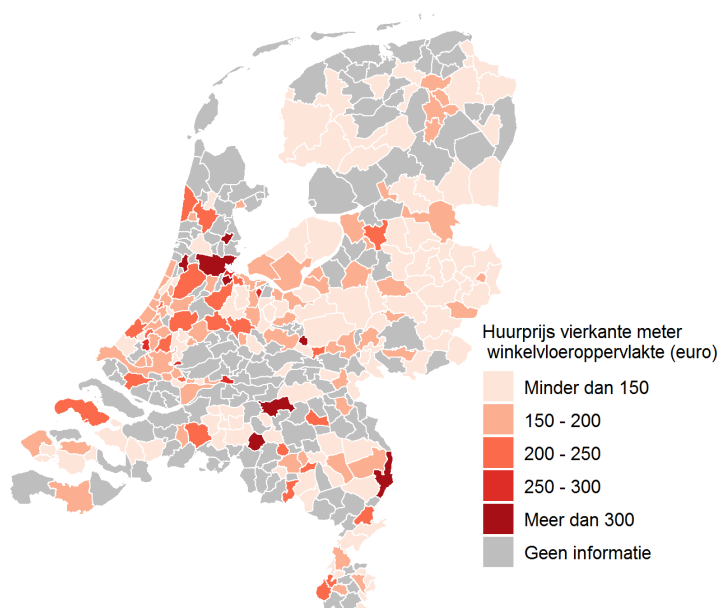 Huurprijs vierkante meter
winkelvloeroppervlakte (euro)
Minder dan 150
150 - 200
200 - 250
250 - 300
Meer dan 300
Geen informatie